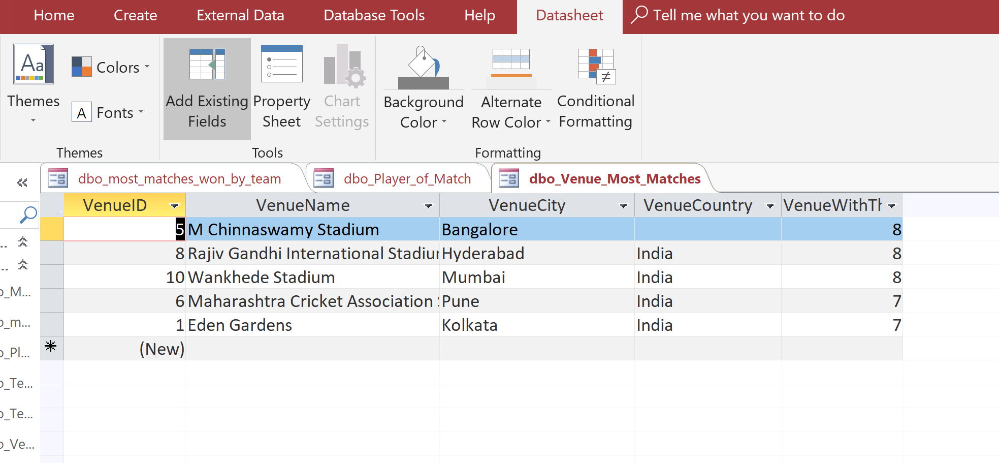 Home Create External Data Database Tools Help Datasheet Tell me what you want to do
Aa Colors
Themes A Fonts
Add Existing Fields
Property Sheet
Chart Settings
Background Color
Alternate Row Color
Conditional Formatting
≠
Themes Tools Formatting
dbo_most_matches_won_by_team dbo_Player_of_Match dbo_Venue_Most_Matches
VenueID VenueName VenueCity VenueCountry VenueWithTh
5 M Chinnaswamy Stadium Bangalore 8
8 Rajiv Gandhi International Stadiu Hyderabad India 8
10 Wankhede Stadium Mumbai India 8
6 Maharashtra Cricket Association Pune India 7
1 Eden Gardens Kolkata India 7
(New)
..
..
o_M...
o_m...
o_Pl...
o_Te...
o_Te...
o_Ve...